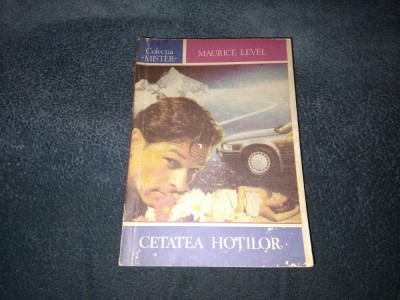 Colecția
«MISTER»
MAURICE LEVEL
CETATEA HOȚILOR